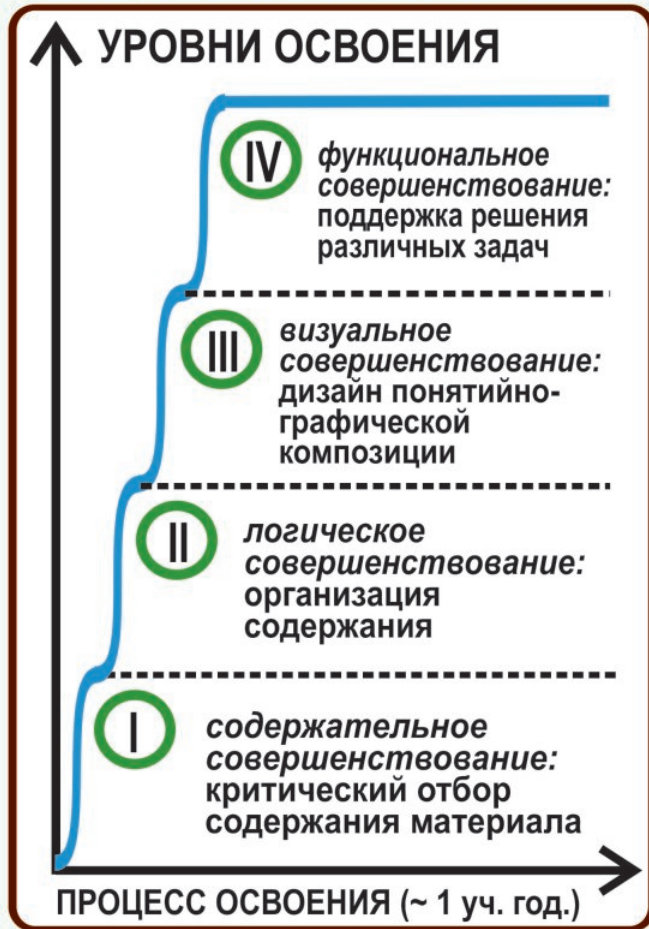 УРОВНИ ОСВОЕНИЯ
IV
функциональное
совершенствование:
поддержка решения
различных задач
III
визуальное
совершенствование:
дизайн понятийно-
графической
композиции
II
логическое
совершенствование:
организация
содержания
I
содержательное
совершенствование:
критический отбор
содержания материала
ПРОЦЕСС ОСВОЕНИЯ (~ 1 уч. год.)